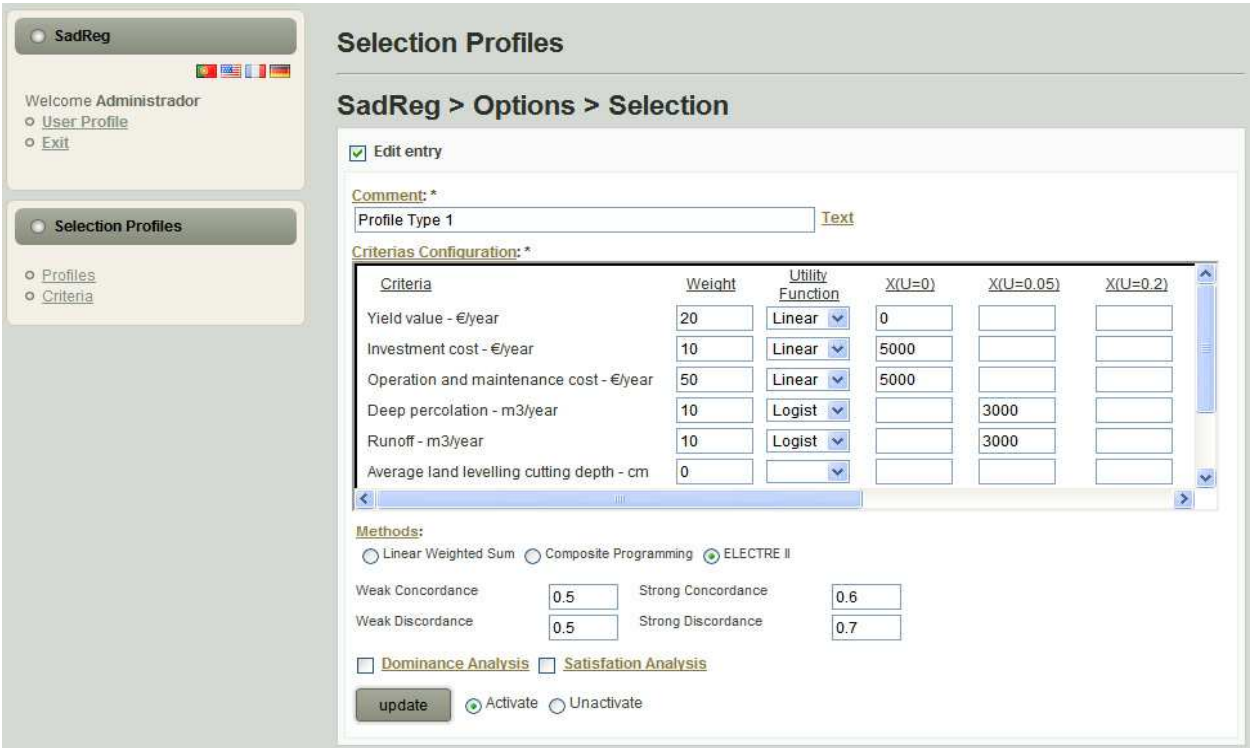 SadReg
Welcome Administrador
User Profile
Exit
Selection Profiles
Profiles
Criteria
Selection Profiles
SadReg > Options > Selection
Edit entry
Comment: *
Profile Type 1 Text
Criterias Configuration: *
Criteria Weight Utility Function X(U=0) X(U=0.05) X(U=0.2)
Yield value - €/year 20 Linear 0
Investment cost - €/year 10 Linear 5000
Operation and maintenance cost - €/year 50 Linear 5000
Deep percolation - m3/year 10 Logist 3000
Runoff - m3/year 10 Logist 3000
Average land levelling cutting depth - cm 0
Methods:
Linear Weighted Sum Composite Programming ELECTRE II
Weak Concordance 0.5 Strong Concordance 0.6
Weak Discordance 0.5 Strong Discordance 0.7
Dominance Analysis Satisfation Analysis
update Activate Unactivate